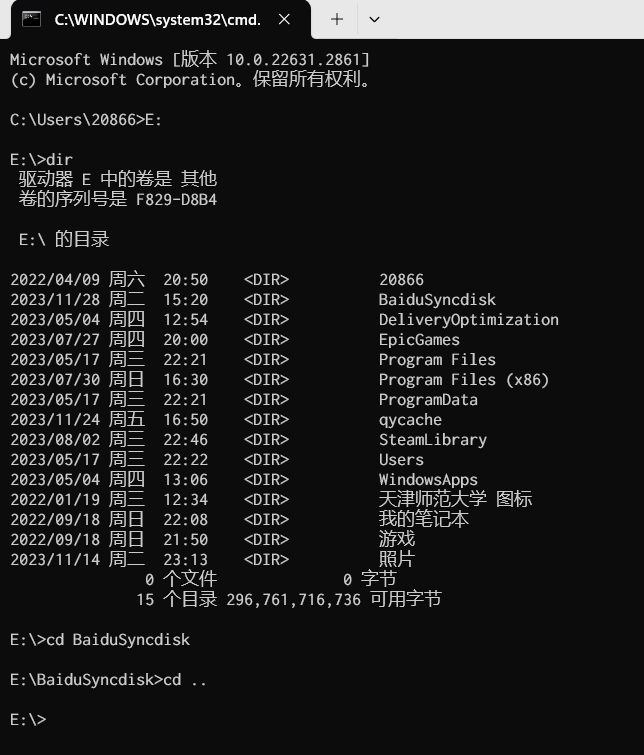 C:\WINDOWS\system32\cmd.
Microsoft Windows [版本 10.0.22631.2861]
(c) Microsoft Corporation。保留所有权利。
C:\Users\20866>E:
E:\>dir
驱动器 E 中的卷是 其他
卷的序列号是 F829-D8B4
E:\ 的目录
2022/04/09 周六 20:50 <DIR> 20866
2023/11/28 周二 15:20 <DIR> BaiduSyncdisk
2023/05/04 周四 12:54 <DIR> DeliveryOptimization
2023/07/27 周四 20:00 <DIR> EpicGames
2023/05/17 周三 22:21 <DIR> Program Files
2023/07/30 周日 16:30 <DIR> Program Files (x86)
2023/05/17 周三 22:21 <DIR> ProgramData
2023/11/24 周五 16:50 <DIR> qycache
2023/08/02 周三 22:46 <DIR> SteamLibrary
2023/05/17 周三 22:22 <DIR> Users
2023/05/04 周四 13:06 <DIR> WindowsApps
2022/01/19 周三 12:34 <DIR> 天津师范大学 图标
2022/09/18 周日 22:08 <DIR> 我的笔记本
2022/09/18 周日 21:50 <DIR> 游戏
2023/11/14 周二 23:13 <DIR> 照片
0 个文件 0 字节
15 个目录 296,761,716,736 可用字节
E:\>cd BaiduSyncdisk
E:\BaiduSyncdisk>cd ..
E:\>